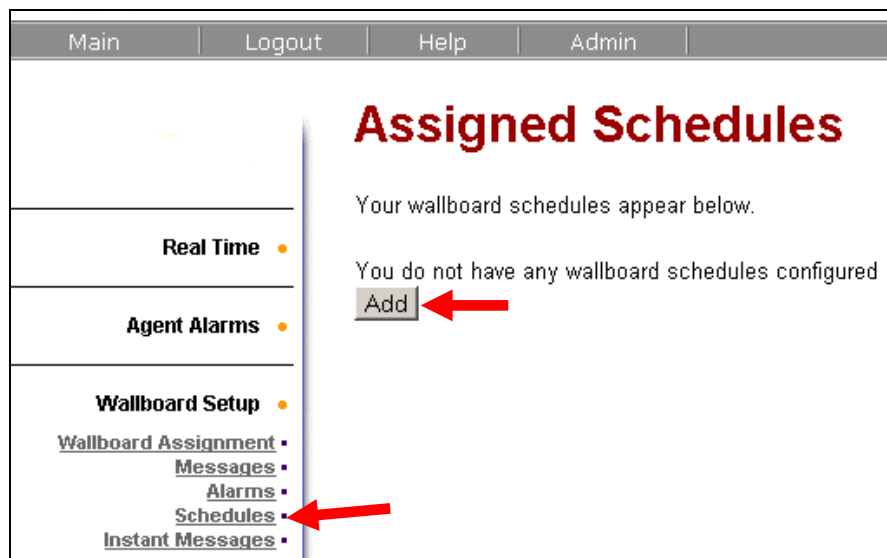 Main Logout Help Admin
Assigned Schedules
Your wallboard schedules appear below.
You do not have any wallboard schedules configured
Add
Real Time
Agent Alarms
Wallboard Setup
Wallboard Assignment
Messages
Alarms
Schedules
Instant Messages